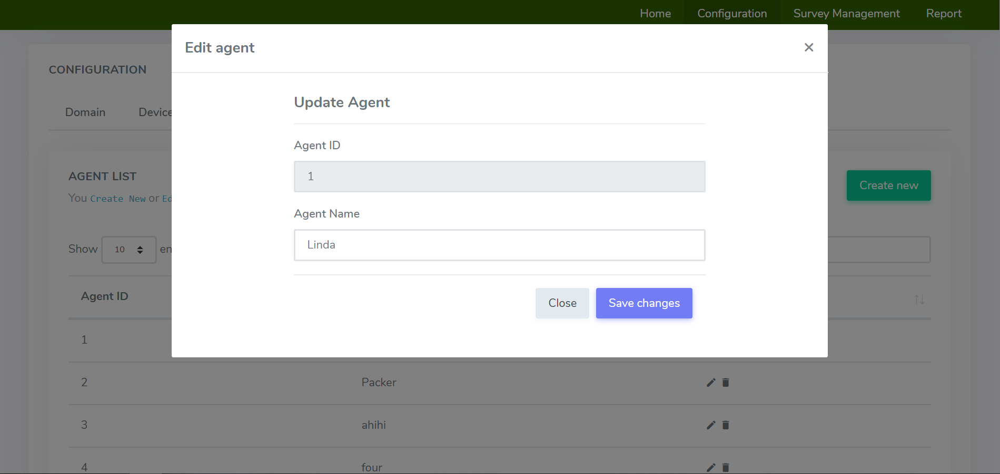 Home Configuration Survey Management Report
Edit agent
CONFIGURATION
Update Agent
Domain Device
Agent ID
1
AGENT LIST
Create new
You Create New or Ed
Agent Name
Linda
Show 10 en
Close Save changes
Agent ID
1
2 Packer
3 ahihi
4 four